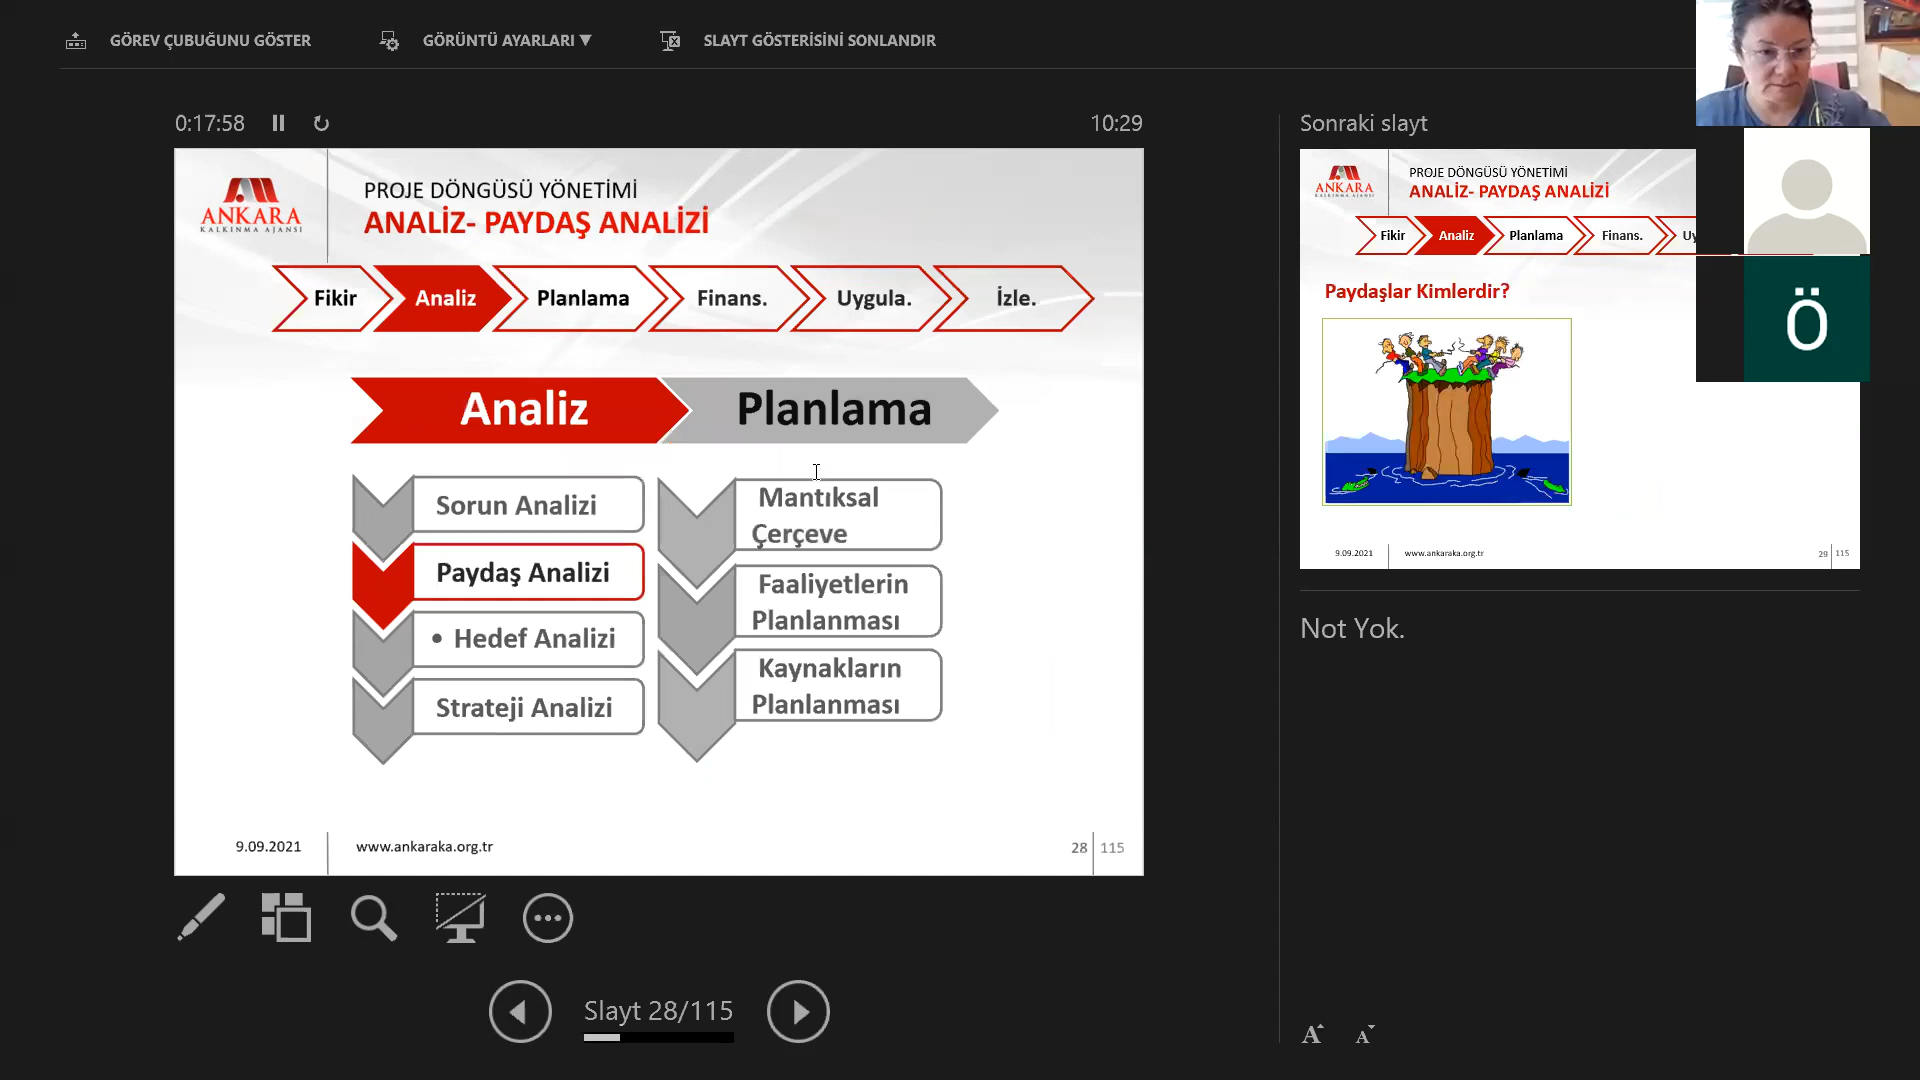 GÖREV ÇUBUĞUNU GÖSTER
GÖRÜNTÜ AYARLARI ▼
SLAYT GÖSTERİSİNİ SONLANDIR
0:17:58
10:29
ANKARA
KALKINMA AJANSI
PROJE DÖNGÜSÜ YÖNETİMİ
ANALİZ- PAYDAŞ ANALİZİ
Fikir
Analiz
Planlama
Finans.
Uygula.
İzle.
Analiz
Planlama
Sorun Analizi
Paydaş Analizi
• Hedef Analizi
Strateji Analizi
Mantıksal
Çerçeve
Faaliyetlerin
Planlanması
Kaynakların
Planlanması
9.09.2021
www.ankaraka.org.tr
28
115
Slayt 28/115
Sonraki slayt
ANKARA
KALKINMA AJANSI
PROJE DÖNGÜSÜ YÖNETİMİ
ANALİZ- PAYDAŞ ANALİZİ
Fikir
Analiz
Planlama
Finans.
Uy
Paydaşlar Kimlerdir?
9.09.2021
www.ankaraka.org.tr
29
115
Ö
Not Yok.
A
A